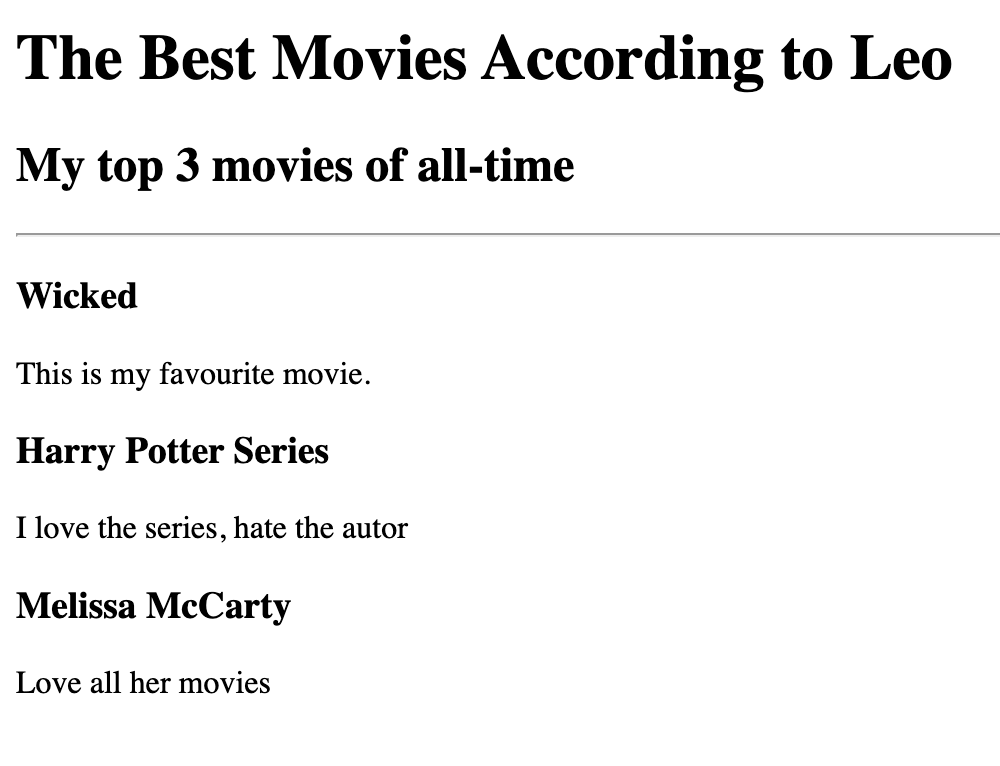 The Best Movies According to Leo
My top 3 movies of all-time
Wicked
This is my favourite movie.
Harry Potter Series
I love the series, hate the autor
Melissa McCarty
Love all her movies